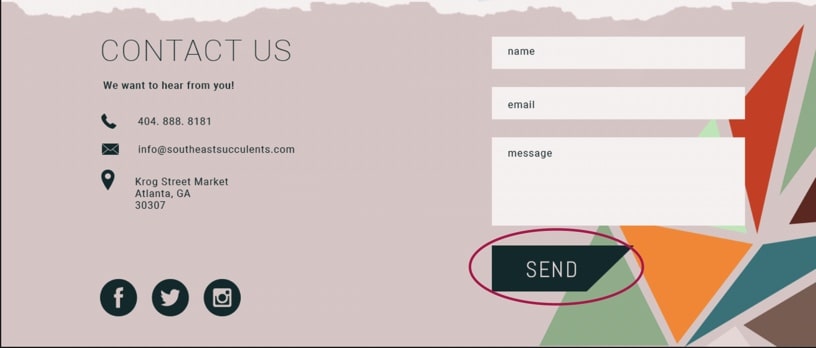 CONTACT US
We want to hear from you!
404. 888. 8181
info@southeastsucculents.com
Krog Street Market
Atlanta, GA
30307
name
email
message
SEND